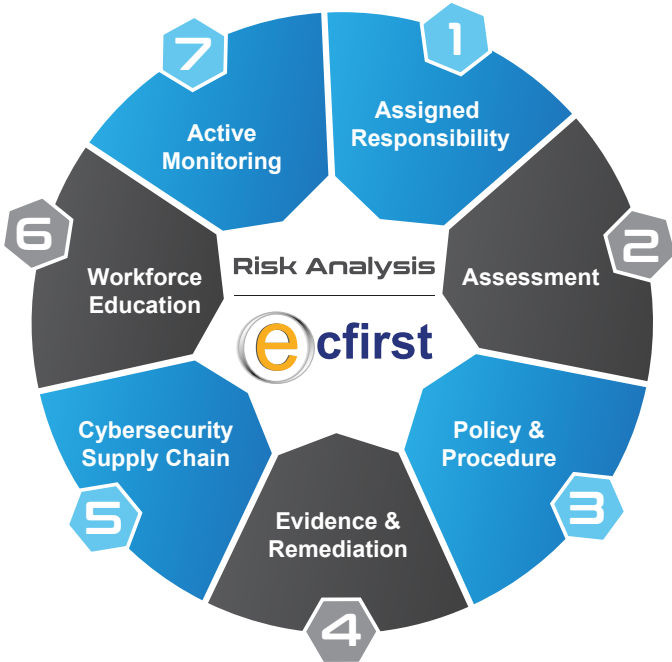 1
Assigned
Responsibility
2
Assessment
3
Policy &
Procedure
4
Evidence &
Remediation
5
Cybersecurity
Supply Chain
6
Workforce
Education
7
Active
Monitoring
Risk Analysis
ecfirst